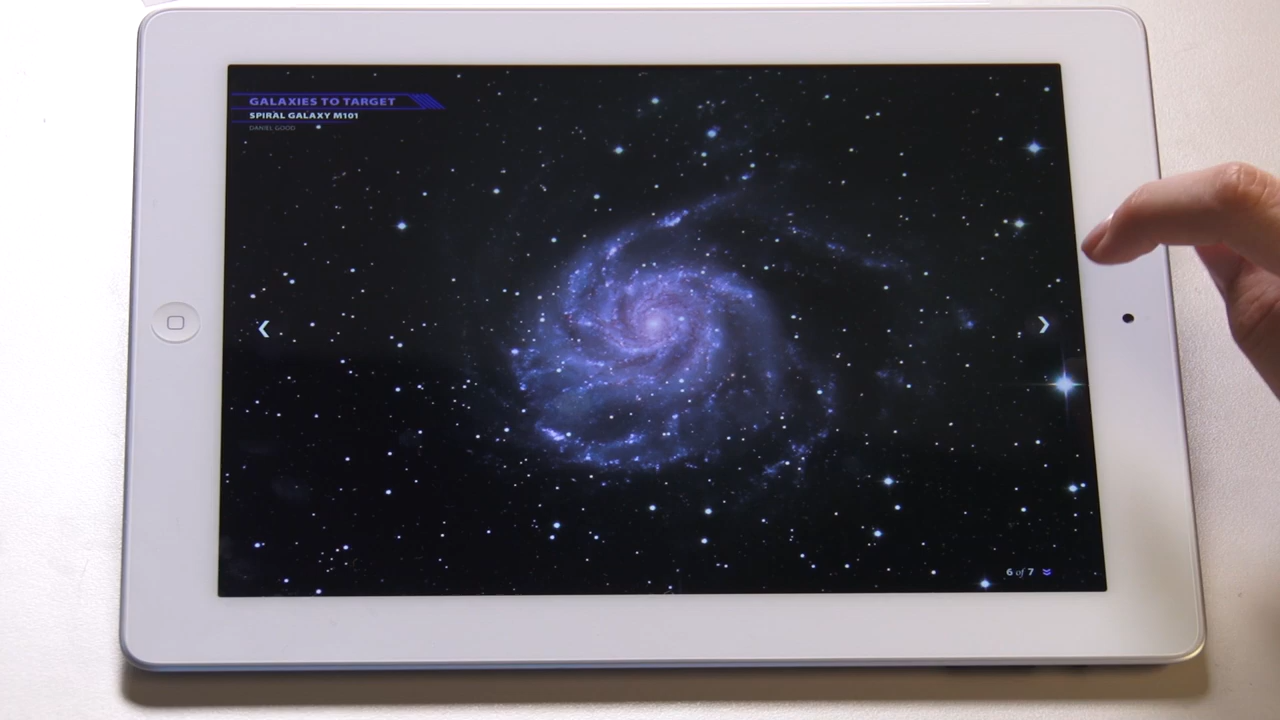 GALAXIES TO TARGET
SPIRAL GALAXY M101
DANIEL GOOD
6 of 7